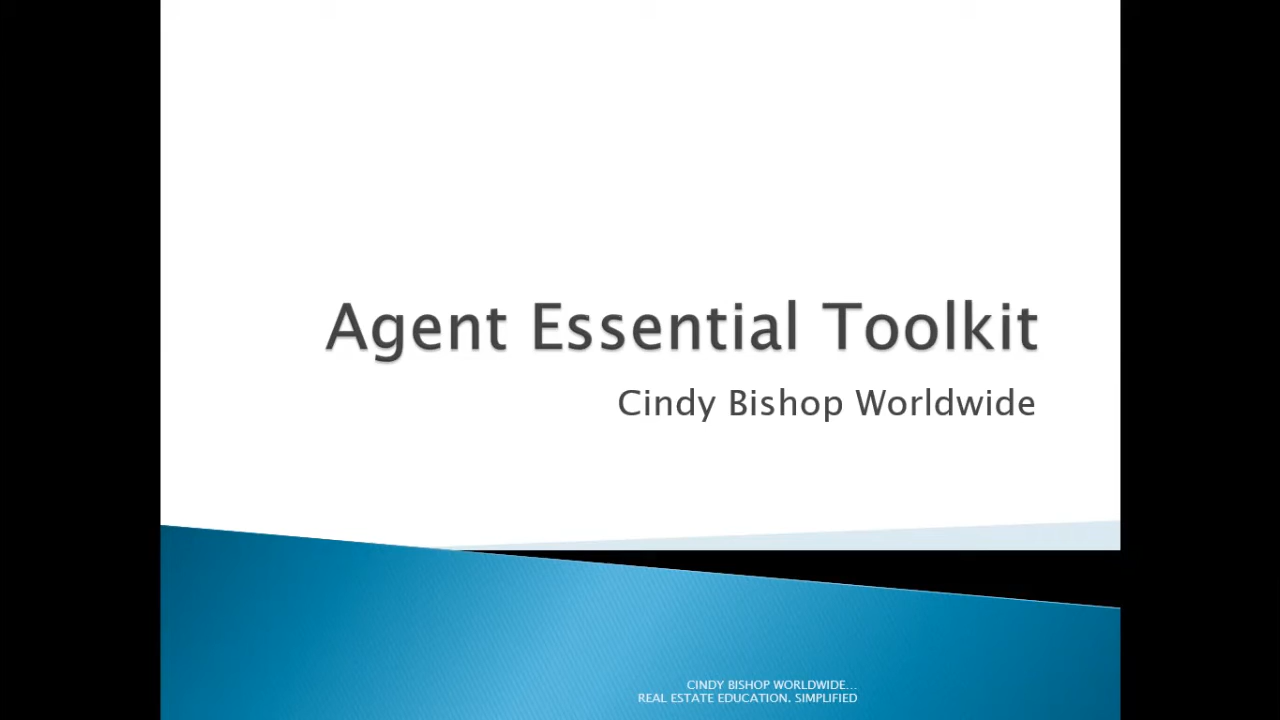 Agent Essential Toolkit
Cindy Bishop Worldwide
CINDY BISHOP WORLDWIDE...
REAL ESTATE EDUCATION. SIMPLIFIED